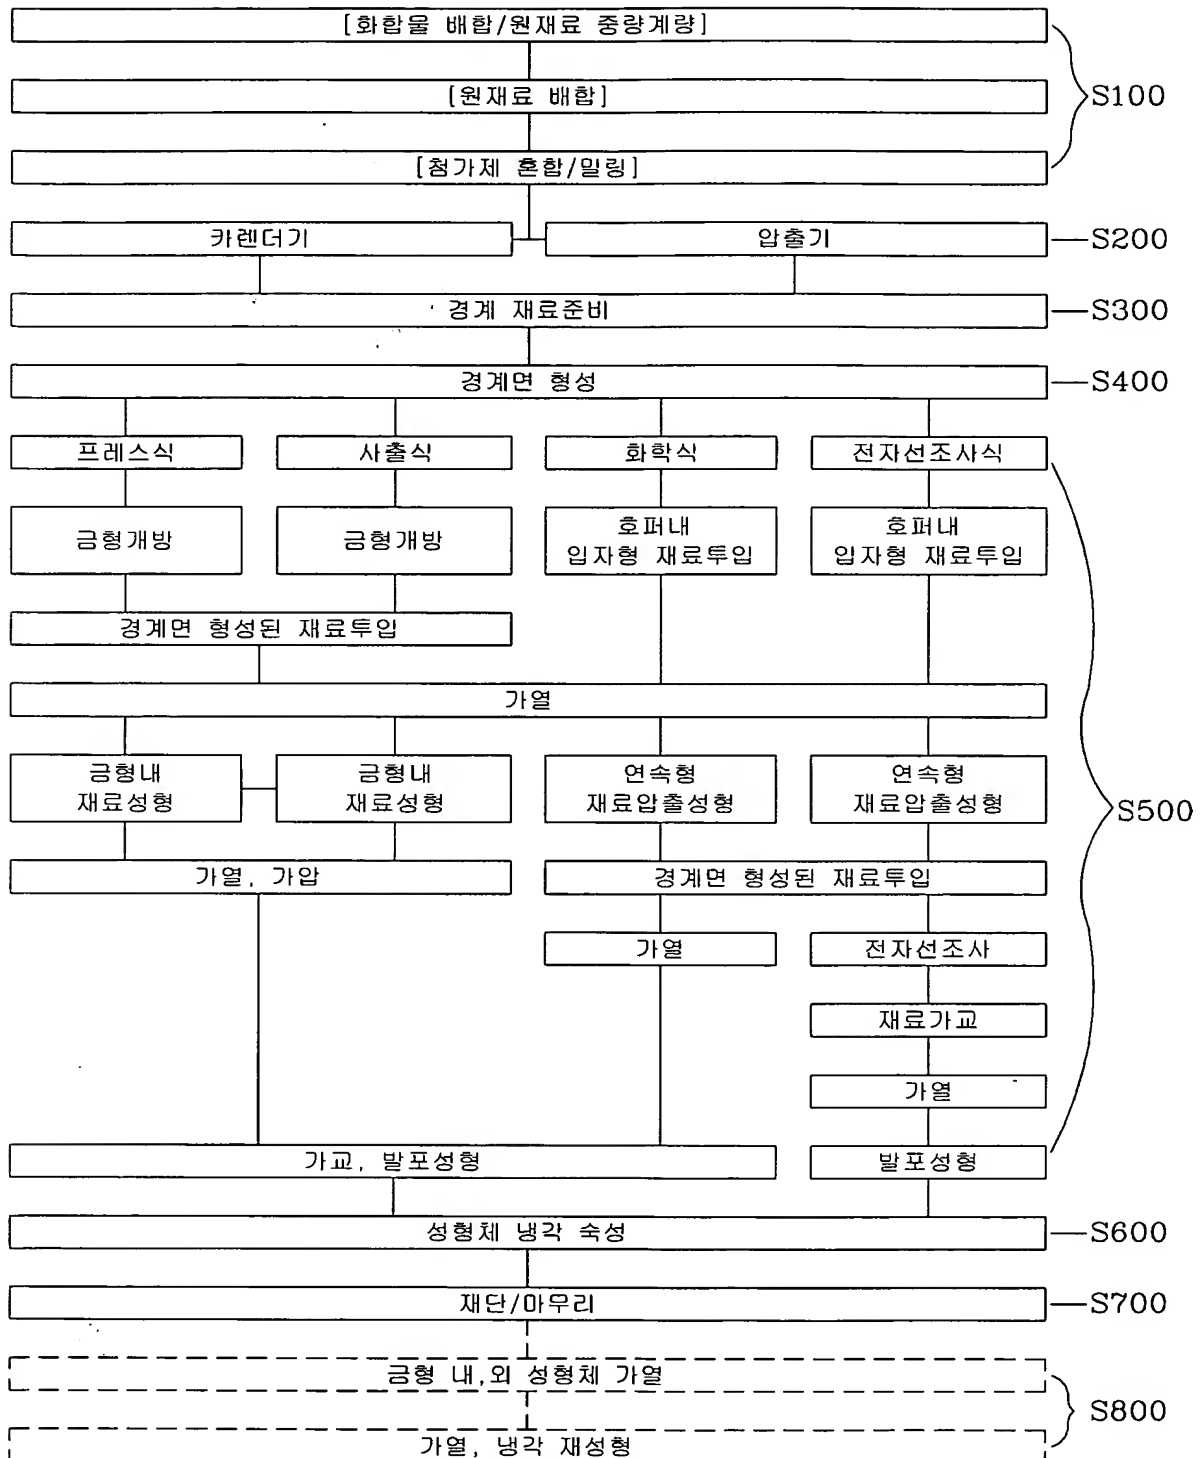 [화합물 배합/원재료 중량계량]
[원재료 배합]
S100
[첨가제 혼합/밀링]
카렌더기 압출기 S200
경계 재료준비 S300
경계면 형성 S400
프레스식 사출식 화학식 전자선조사식
금형개방 금형개방 호퍼내 입자형 재료투입 호퍼내 입자형 재료투입
경계면 형성된 재료투입
가열
금형내 재료성형 금형내 재료성형 연속형 재료압출성형 연속형 재료압출성형
S500
가열, 가압 경계면 형성된 재료투입
가열 전자선조사
재료가교
가열
가교, 발포성형 발포성형
성형체 냉각 숙성 S600
재단/마무리 S700
금형 내,외 성형체 가열
S800
가열, 냉각 재성형